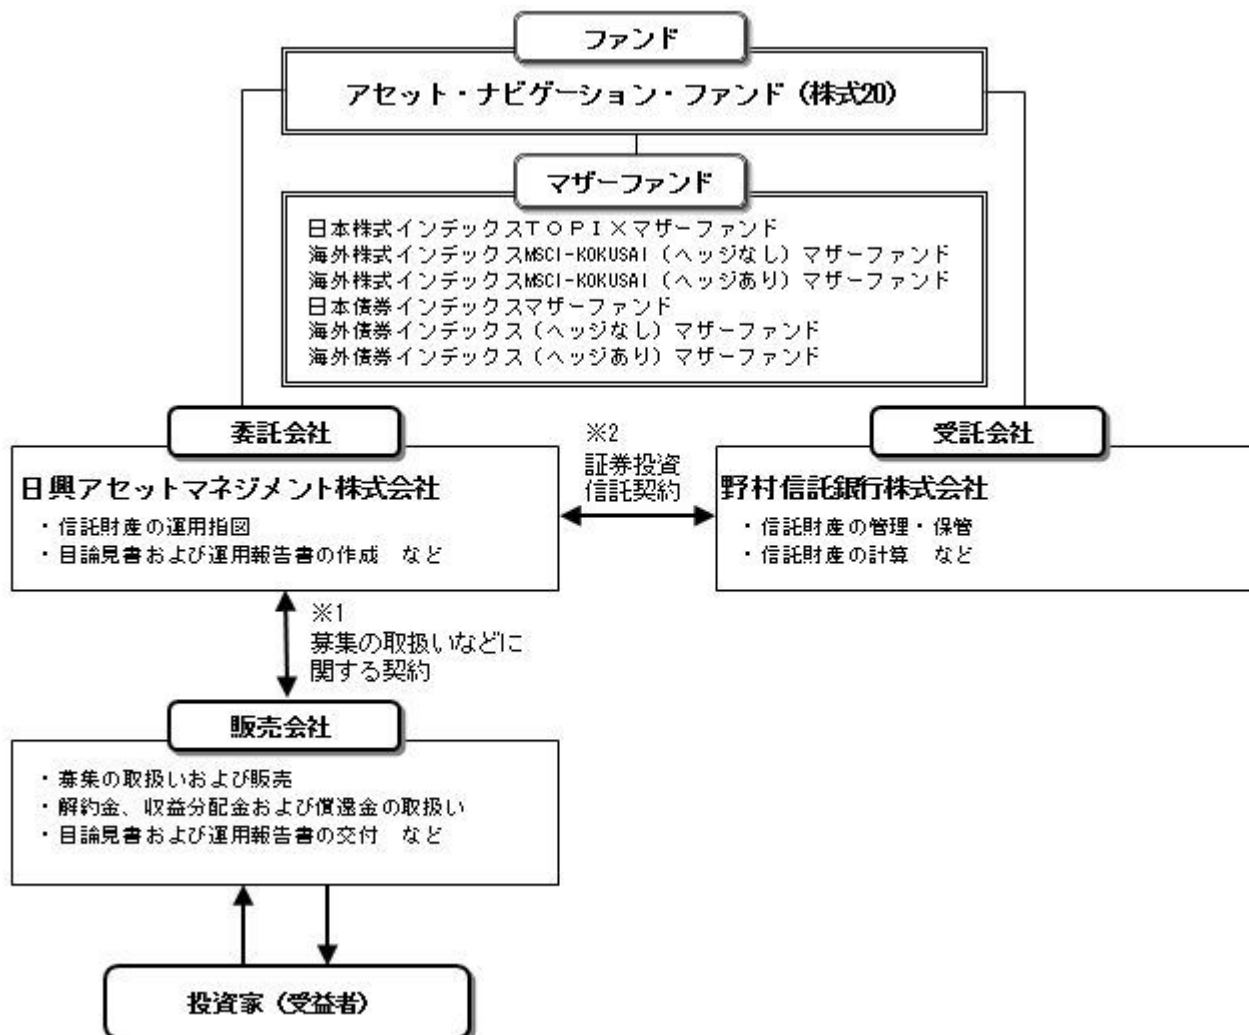 ファンド
アセット・ナビゲーション・ファンド（株式20）
マザーファンド
日本株式インデックスＴＯＰＩＸマザーファンド
海外株式インデックスMSCI-KOKUSAI（ヘッジなし）マザーファンド
海外株式インデックスMSCI-KOKUSAI（ヘッジあり）マザーファンド
日本債券インデックスマザーファンド
海外債券インデックス（ヘッジなし）マザーファンド
海外債券インデックス（ヘッジあり）マザーファンド
委託会社
日興アセットマネジメント株式会社
・信託財産の運用指図
・目論見書および運用報告書の作成　など
※2
証券投資
信託契約
受託会社
野村信託銀行株式会社
・信託財産の管理・保管
・信託財産の計算　など
※1
募集の取扱いなどに
関する契約
販売会社
・募集の取扱いおよび販売
・解約金、収益分配金および償還金の取扱い
・目論見書および運用報告書の交付　など
投資家（受益者）